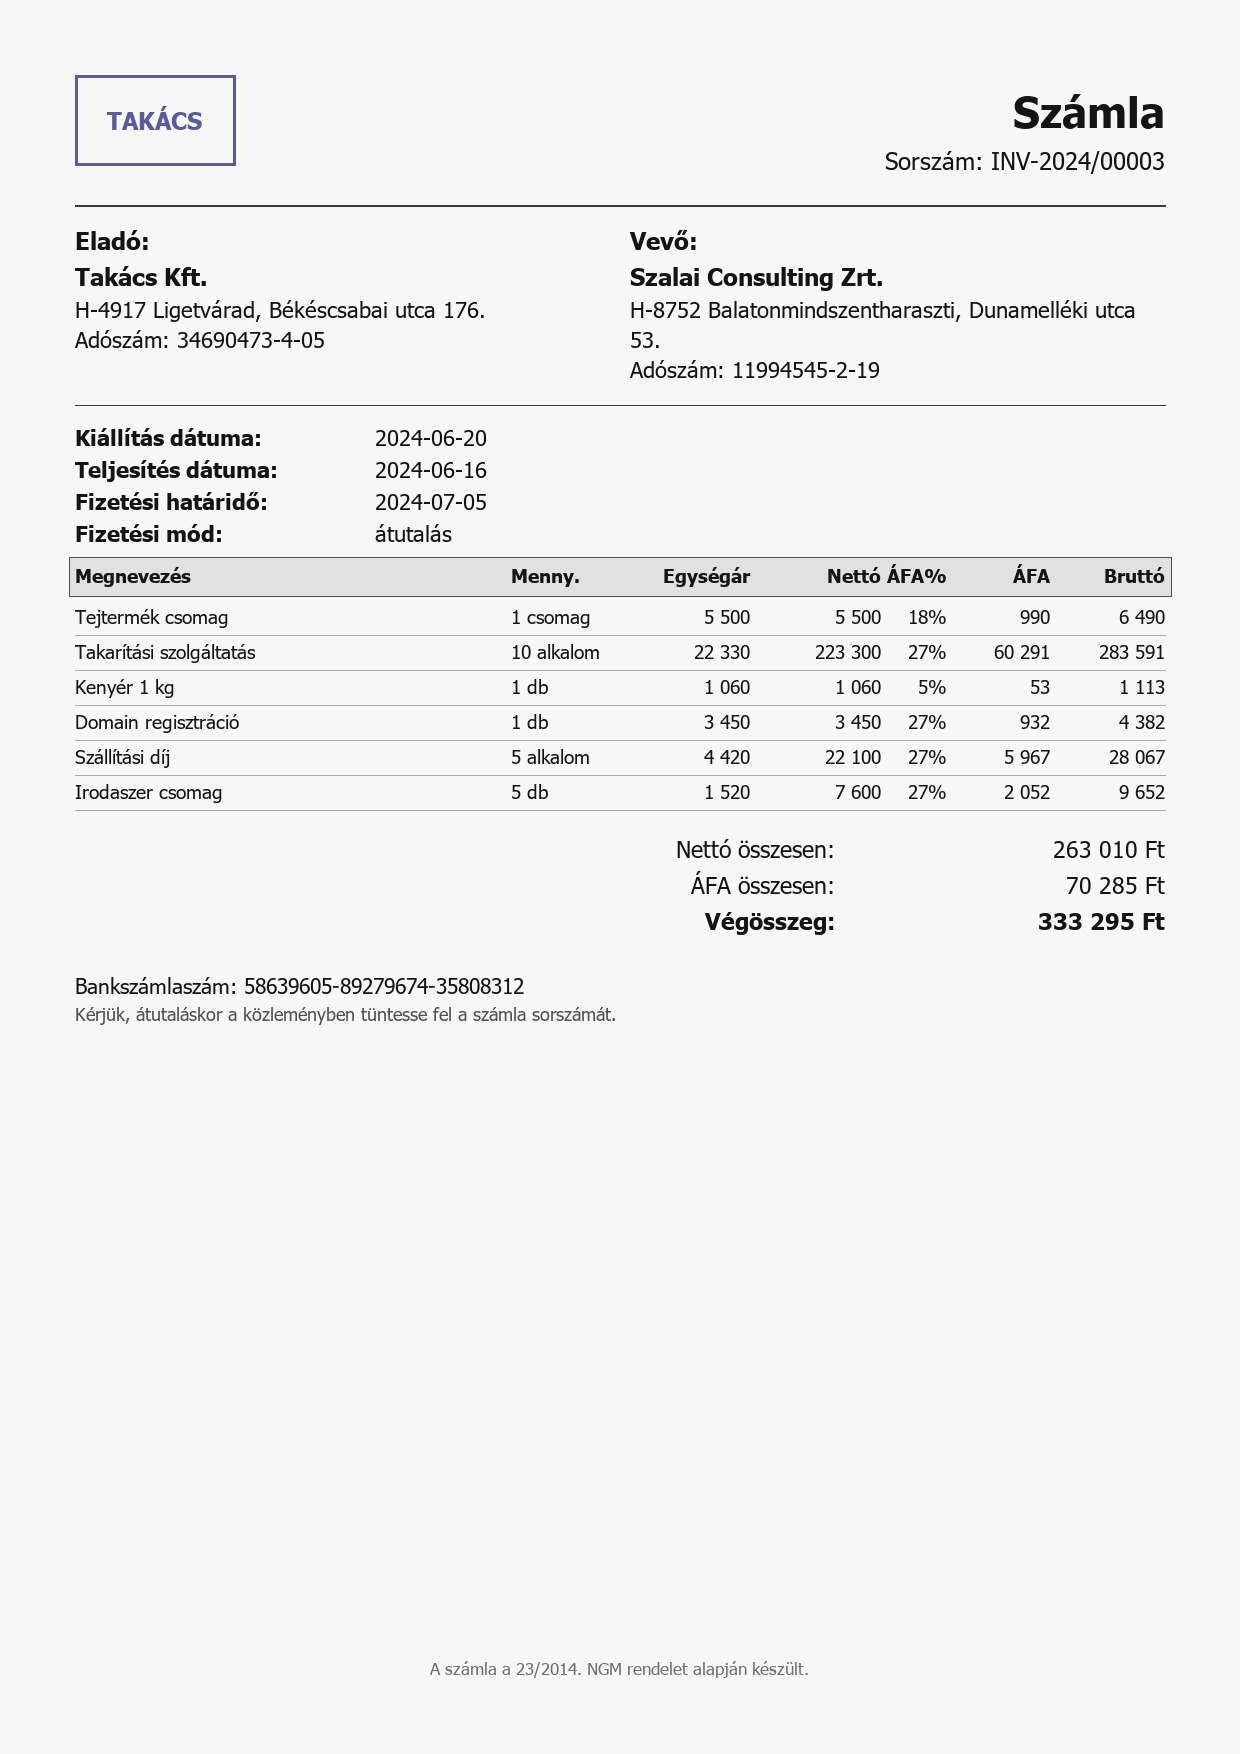 TAKÁCS
Számla
Sorszám: INV-2024/00003
Eladó:
Takács Kft.
H-4917 Ligetvárad, Békéscsabai utca 176.
Adószám: 34690473-4-05
Vevő:
Szalai Consulting Zrt.
H-8752 Balatonmindszentharaszti, Dunamelléki utca
53.
Adószám: 11994545-2-19
Kiállítás dátuma: 2024-06-20
Teljesítés dátuma: 2024-06-16
Fizetési határidő: 2024-07-05
Fizetési mód: átutalás
Megnevezés Menny. Egységár Nettó ÁFA% ÁFA Bruttó
Tejtermék csomag 1 csomag 5 500 5 500 18% 990 6 490
Takarítási szolgáltatás 10 alkalom 22 330 223 300 27% 60 291 283 591
Kenyér 1 kg 1 db 1 060 1 060 5% 53 1 113
Domain regisztráció 1 db 3 450 3 450 27% 932 4 382
Szállítási díj 5 alkalom 4 420 22 100 27% 5 967 28 067
Irodaszer csomag 5 db 1 520 7 600 27% 2 052 9 652
Nettó összesen: 263 010 Ft
ÁFA összesen: 70 285 Ft
Végösszeg: 333 295 Ft
Bankszámlaszám: 58639605-89279674-35808312
Kérjük, átutaláskor a közleményben tüntesse fel a számla sorszámát.
A számla a 23/2014. NGM rendelet alapján készült.